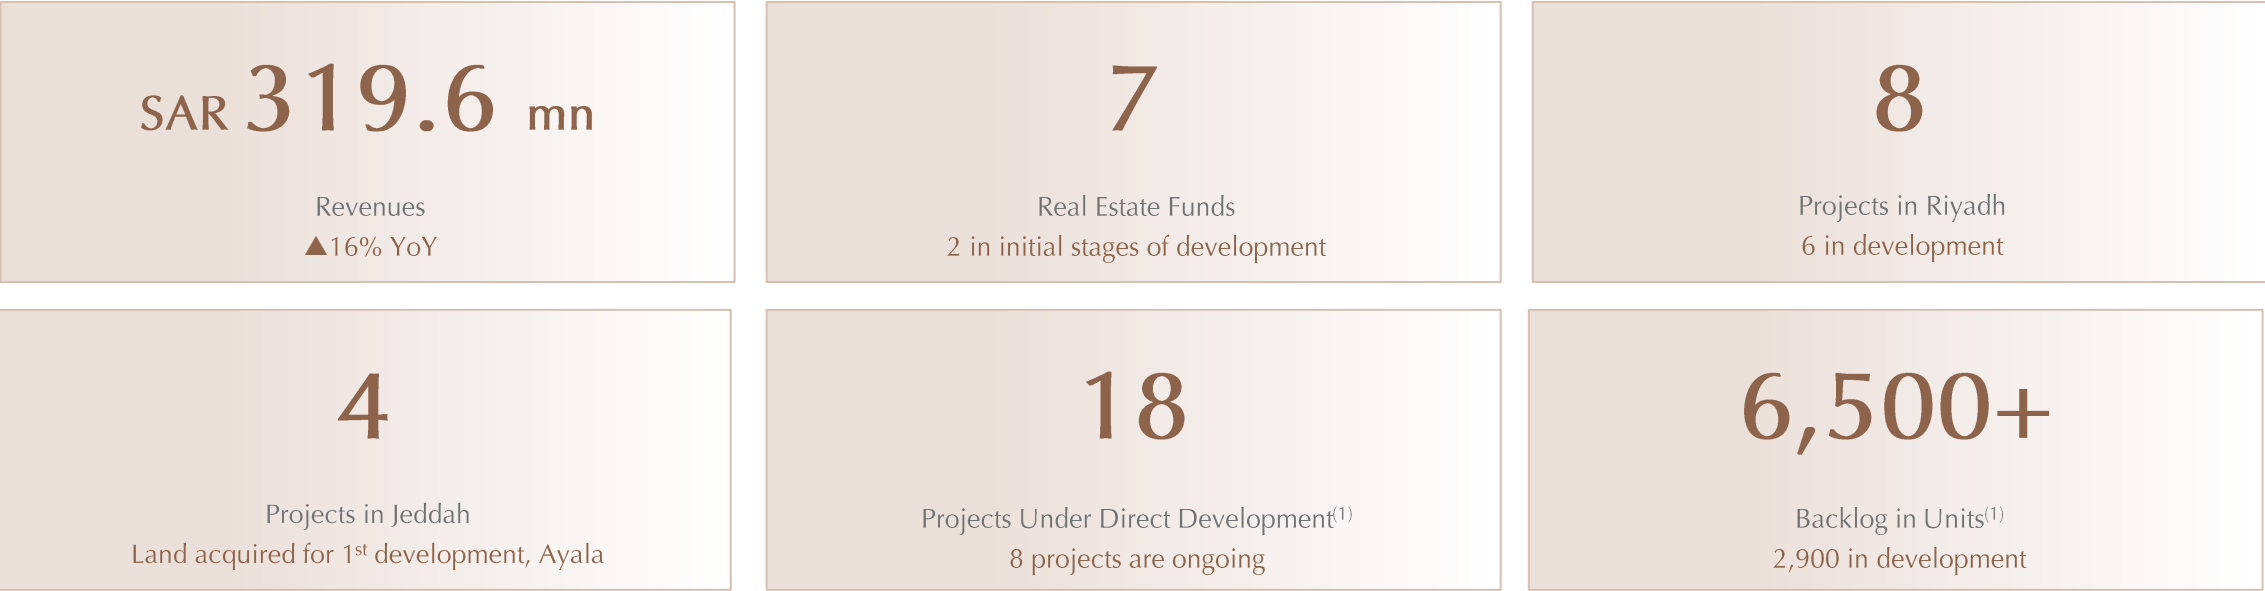 SAR 319.6 mn
Revenues
▲16% YoY
7
Real Estate Funds
2 in initial stages of development
8
Projects in Riyadh
6 in development
4
Projects in Jeddah
Land acquired for 1st development, Ayala
18
Projects Under Direct Development(1)
8 projects are ongoing
6,500+
Backlog in Units(1)
2,900 in development